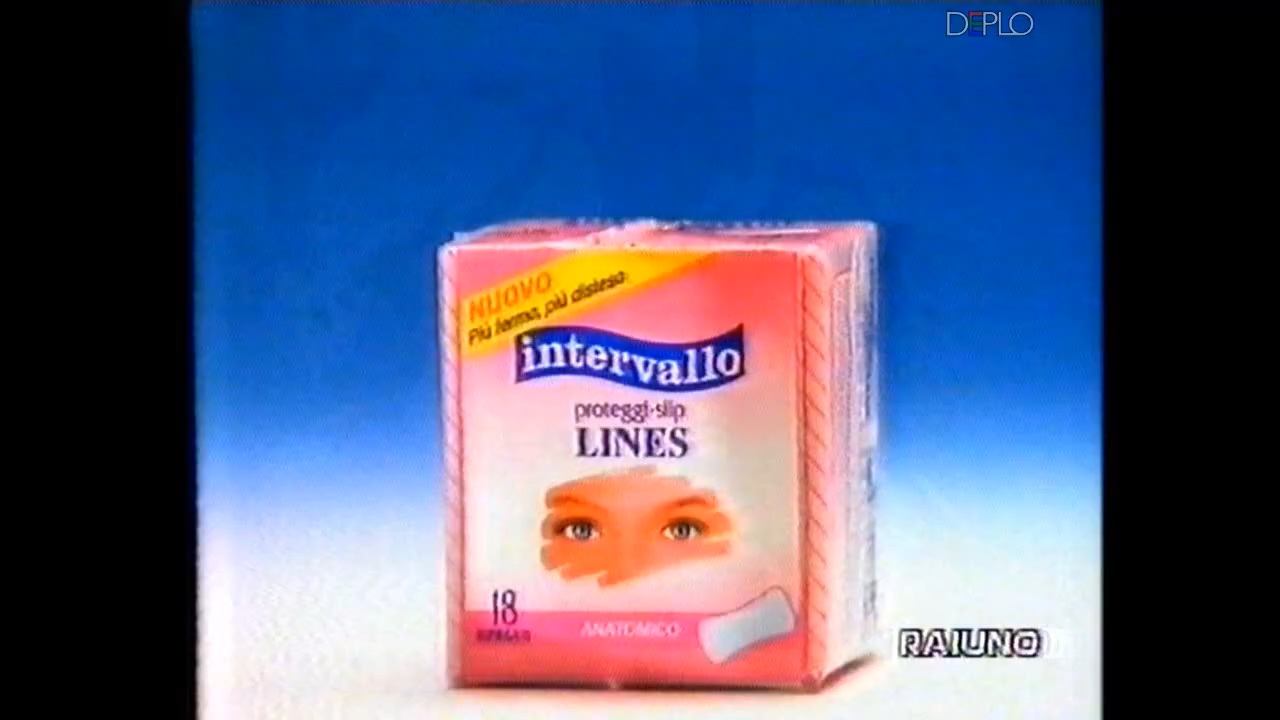 DEPLO
NUOVO
Più fermo, più disteso.
intervallo
proteggi-slip
LINES
18
ANATOMICO
RAIUNO